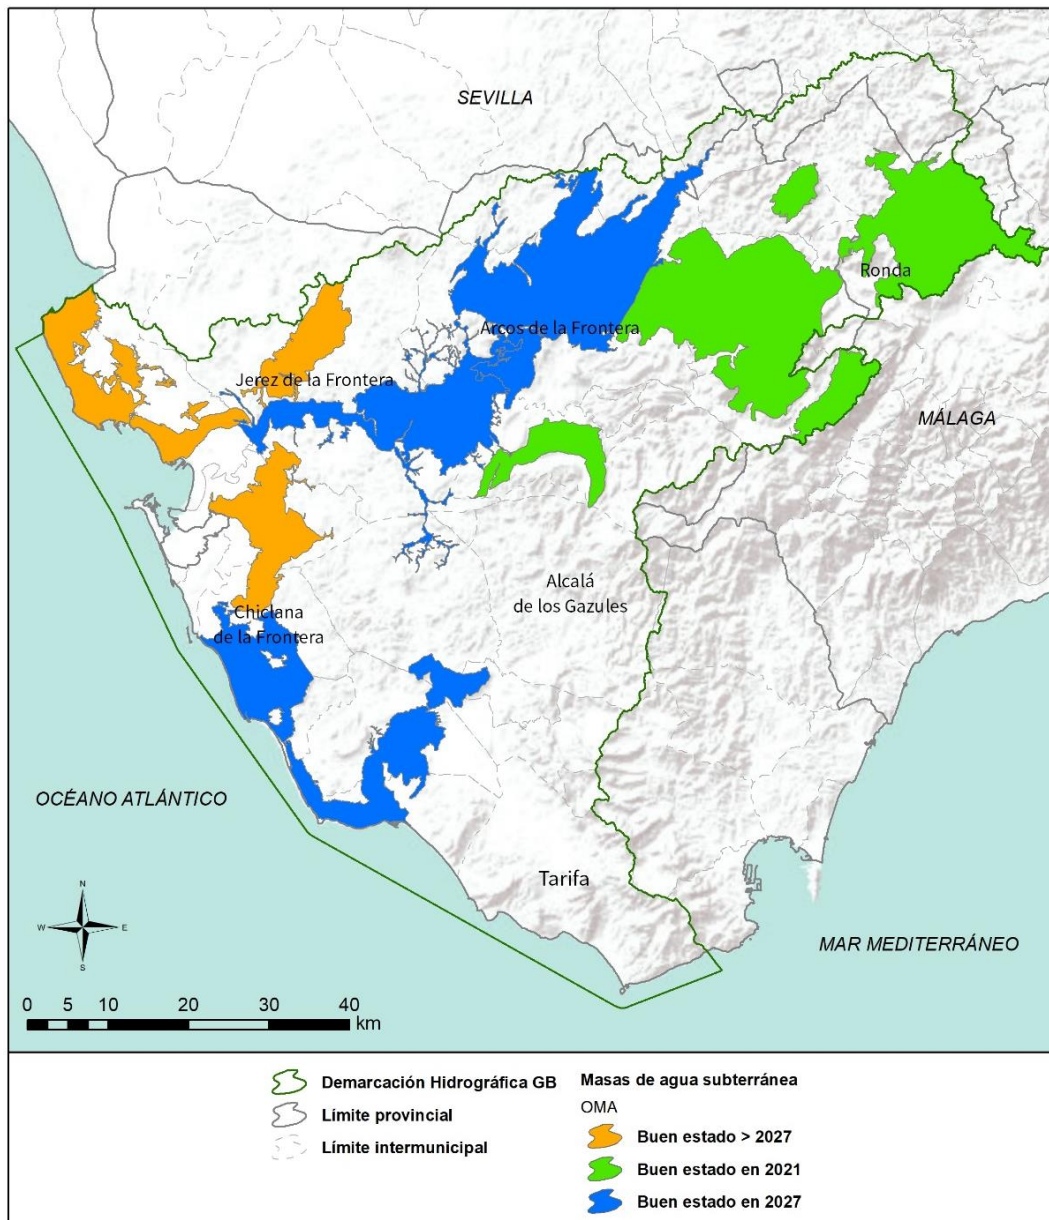 SEVILLA
Ronda
Arcos de la Frontera
Jerez de la Frontera
MÁLAGA
Alcalá
de los Gazules
Chiclana
de la Frontera
OCÉANO ATLÁNTICO
Tarifa
MAR MEDITERRÁNEO
N
W E
S
0 5 10 20 30 40
km
Demarcación Hidrográfica GB
Límite provincial
Límite intermunicipal
Masas de agua subterránea
OMA
Buen estado > 2027
Buen estado en 2021
Buen estado en 2027